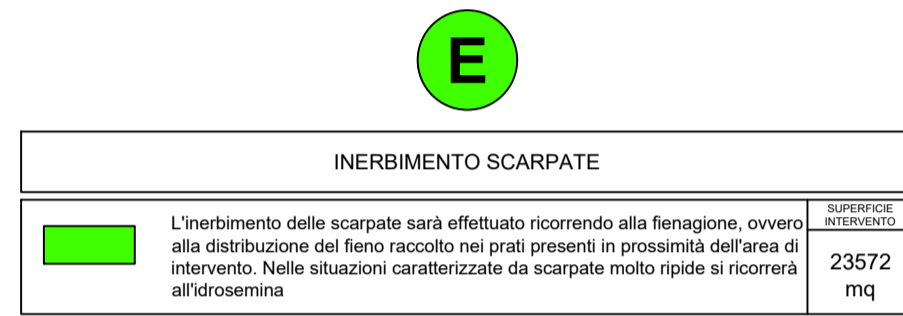 E
INERBIMENTO SCARPATE
L'inerbimento delle scarpate sarà effettuato ricorrendo alla fienagione, ovvero
alla distribuzione del fieno raccolto nei prati presenti in prossimità dell'area di
intervento. Nelle situazioni caratterizzate da scarpate molto ripide si ricorrerà
all'idrosemina
SUPERFICIE
INTERVENTO
23572
mq